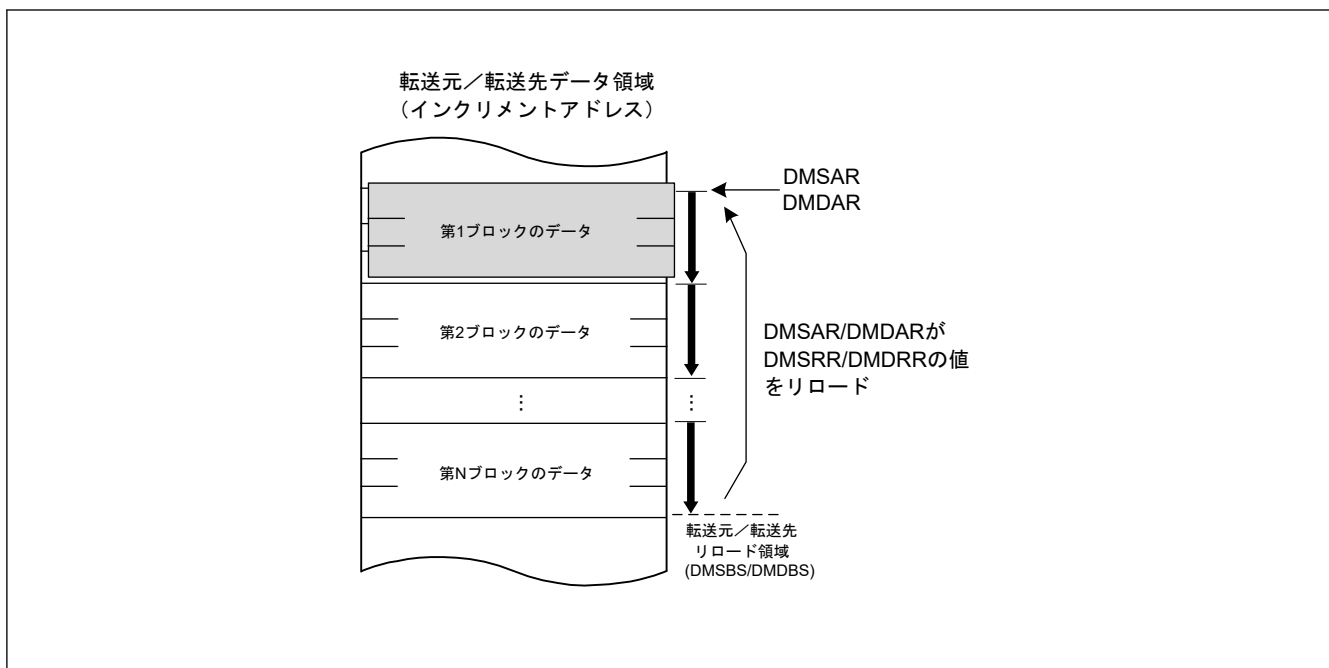 転送元／転送先データ領域
（インクリメントアドレス）
DMSAR
DMDAR
第1ブロックのデータ
第2ブロックのデータ
DMSAR/DMDARが
DMSRR/DMDRRの値
をリロード
⋮
⋮
第Nブロックのデータ
転送元／転送先
リロード領域
(DMSBS/DMDBS)